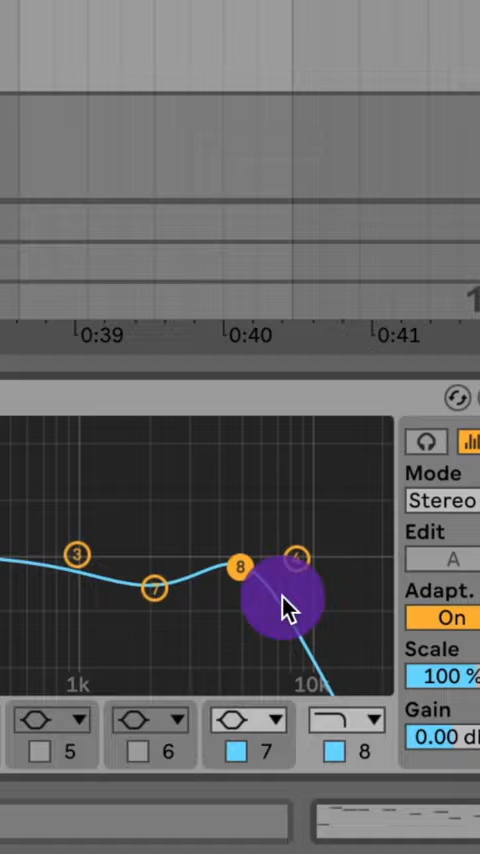 0:39 0:40 0:41
Mode
Stereo
Edit
A
Adapt.
On
Scale
100 %
Gain
0.00
3 7 8 4
1k 10k
5 6 7 8